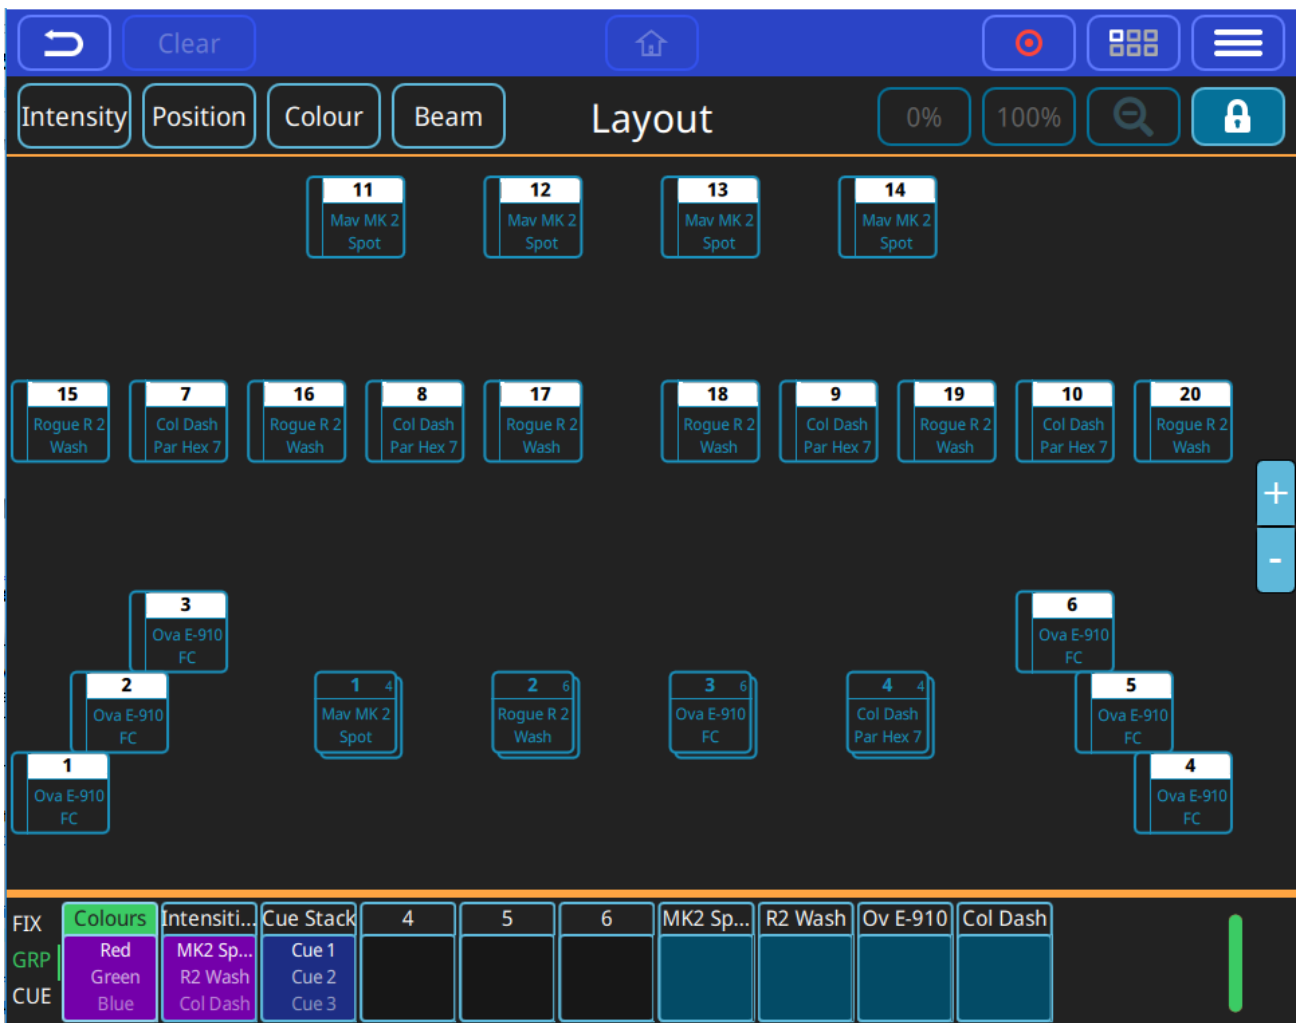 Clear
Intensity Position Colour Beam Layout 0% 100%
11 12 13 14
Mav MK 2 Mav MK 2 Mav MK 2 Mav MK 2
Spot Spot Spot Spot
15 7 16 8 17 18 9 19 10 20
Rogue R 2 Col Dash Rogue R 2 Col Dash Rogue R 2 Rogue R 2 Col Dash Rogue R 2 Col Dash Rogue R 2
Wash Par Hex 7 Wash Par Hex 7 Wash Wash Par Hex 7 Wash Par Hex 7 Wash
+
-
3 6
Ova E-910 Ova E-910
FC FC
2 1 4 2 6 3 6 4 4 5
Ova E-910 Mav MK 2 Rogue R 2 Ova E-910 Col Dash Ova E-910
FC Spot Wash FC Par Hex 7 FC
1 4
Ova E-910 Ova E-910
FC FC
FIX Colours Intensiti... Cue Stack 4 5 6 MK2 Sp... R2 Wash Ov E-910 Col Dash
GRP Red MK2 Sp... Cue 1
Green R2 Wash Cue 2
CUE Blue Col Dash Cue 3